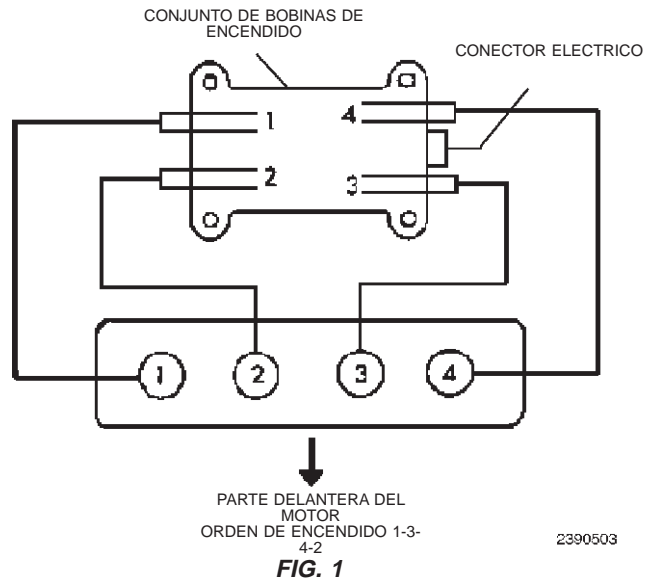 CONJUNTO DE BOBINAS DE
ENCENDIDO
CONECTOR ELECTRICO
1
4
2
3
1
2
3
4
PARTE DELANTERA DEL
MOTOR
ORDEN DE ENCENDIDO 1-3-
4-2
2390503
FIG. 1